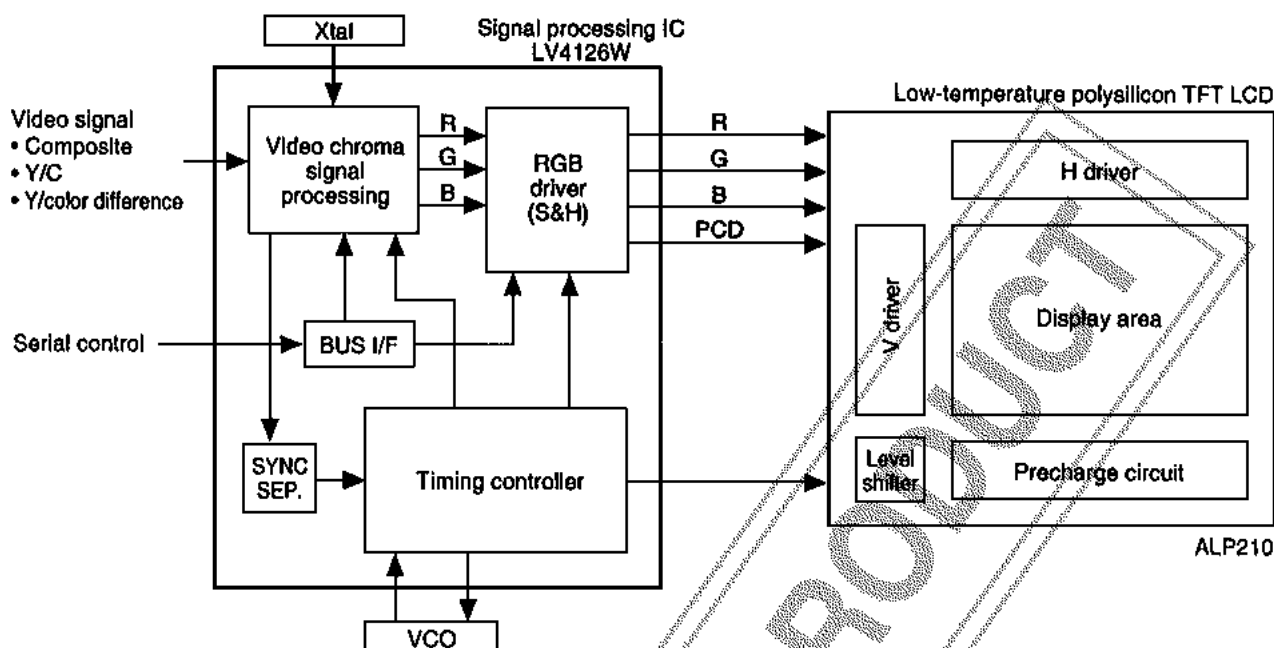 Xtal
Signal processing IC
LV4126W
Video signal
• Composite
• Y/C
• Y/color difference
Video chroma
signal
processing
R
G
B
RGB
driver
(S&H)
R
G
B
PCD
Low-temperature polysilicon TFT LCD
H driver
V driver
Display area
Serial control
BUS I/F
SYNC
SEP.
Timing controller
Level
shifter
Precharge circuit
ALP210
VCO
PRODUCT